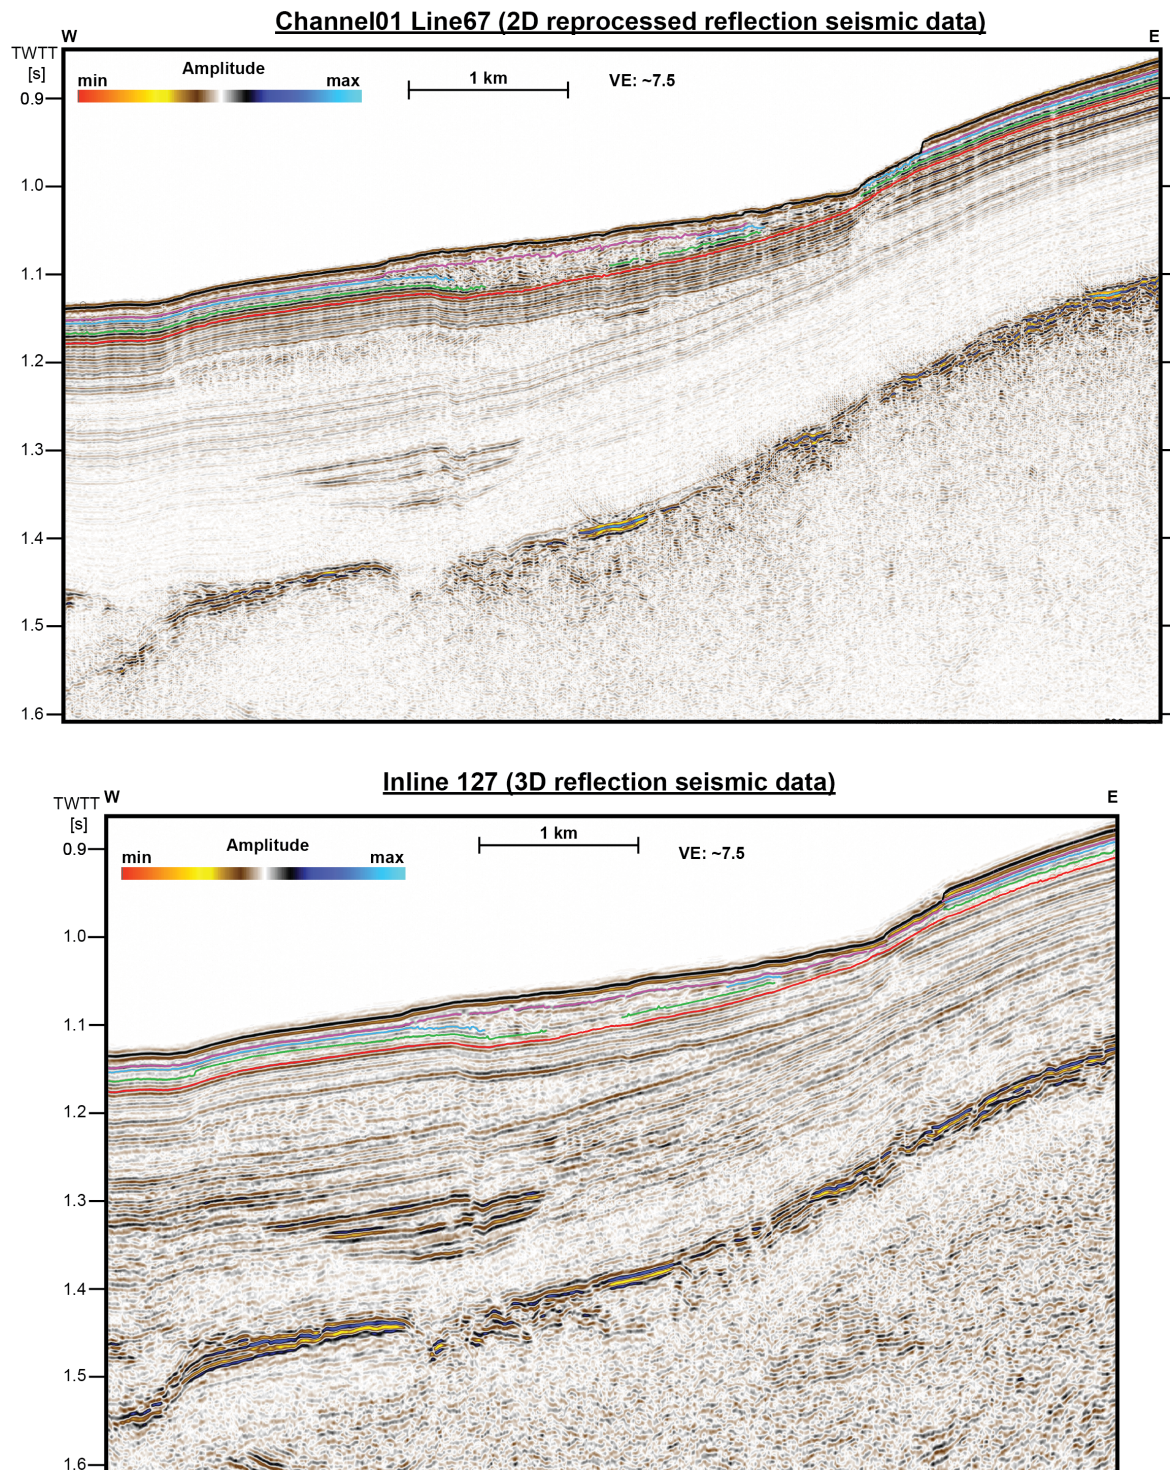 Channel01 Line67 (2D reprocessed reflection seismic data)
W
E
TWTT
[s]
Amplitude
min
max
1 km
VE: ~7.5
0.9
1.0
1.1
1.2
1.3
1.4
1.5
1.6
Inline 127 (3D reflection seismic data)
TWTT
W
E
[s]
Amplitude
min
max
1 km
VE: ~7.5
0.9
1.0
1.1
1.2
1.3
1.4
1.5
1.6